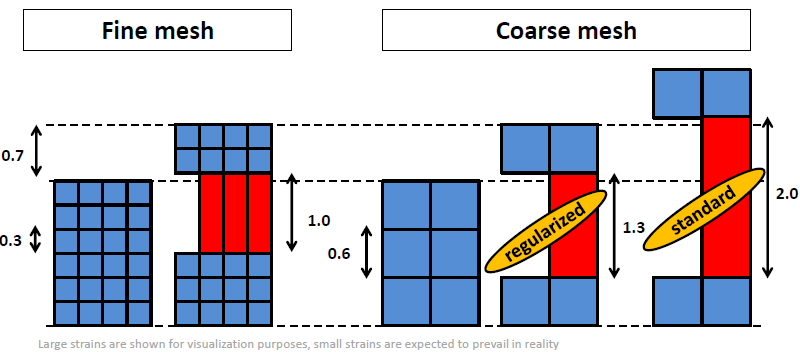 Fine mesh
Coarse mesh
0.7
0.3
1.0
0.6
regularized
1.3
standard
2.0
Large strains are shown for visualization purposes, small strains are expected to prevail in reality